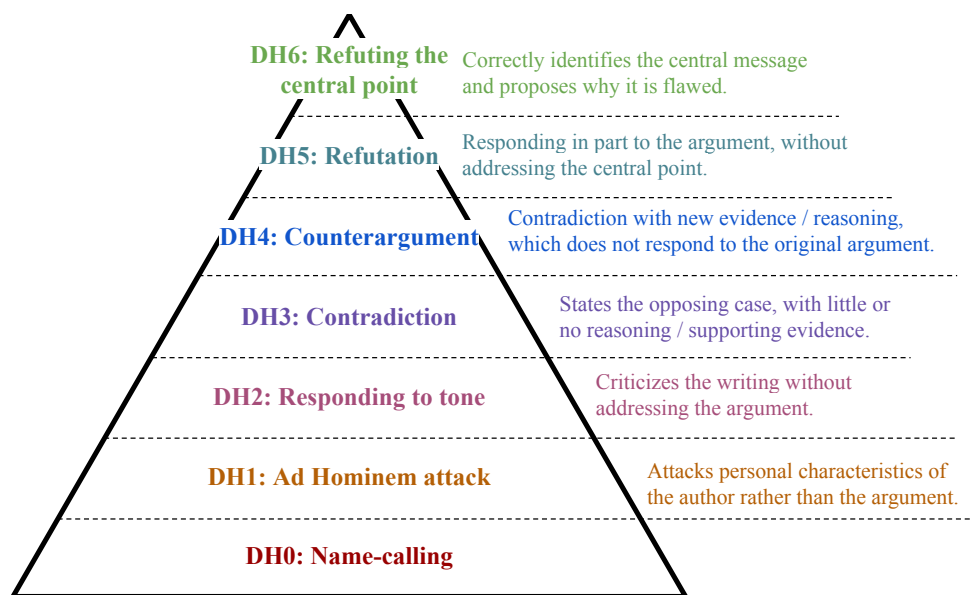 DH6: Refuting the
central point
Correctly identifies the central message
and proposes why it is flawed.
DH5: Refutation
Responding in part to the argument, without
addressing the central point.
DH4: Counterargument
Contradiction with new evidence / reasoning,
which does not respond to the original argument.
DH3: Contradiction
States the opposing case, with little or
no reasoning / supporting evidence.
DH2: Responding to tone
Criticizes the writing without
addressing the argument.
DH1: Ad Hominem attack
Attacks personal characteristics of
the author rather than the argument.
DH0: Name-calling